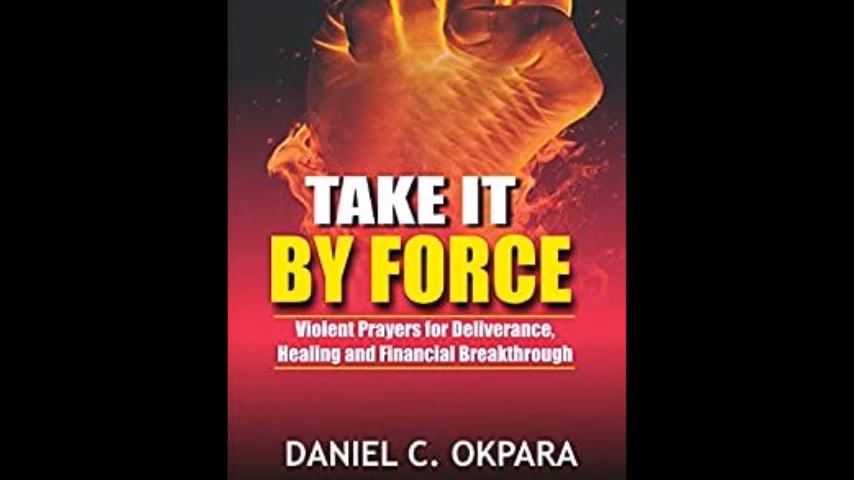 TAKE IT
BY FORCE
Violent Prayers for Deliverance,
Healing and Financial Breakthrough
DANIEL C. OKPARA